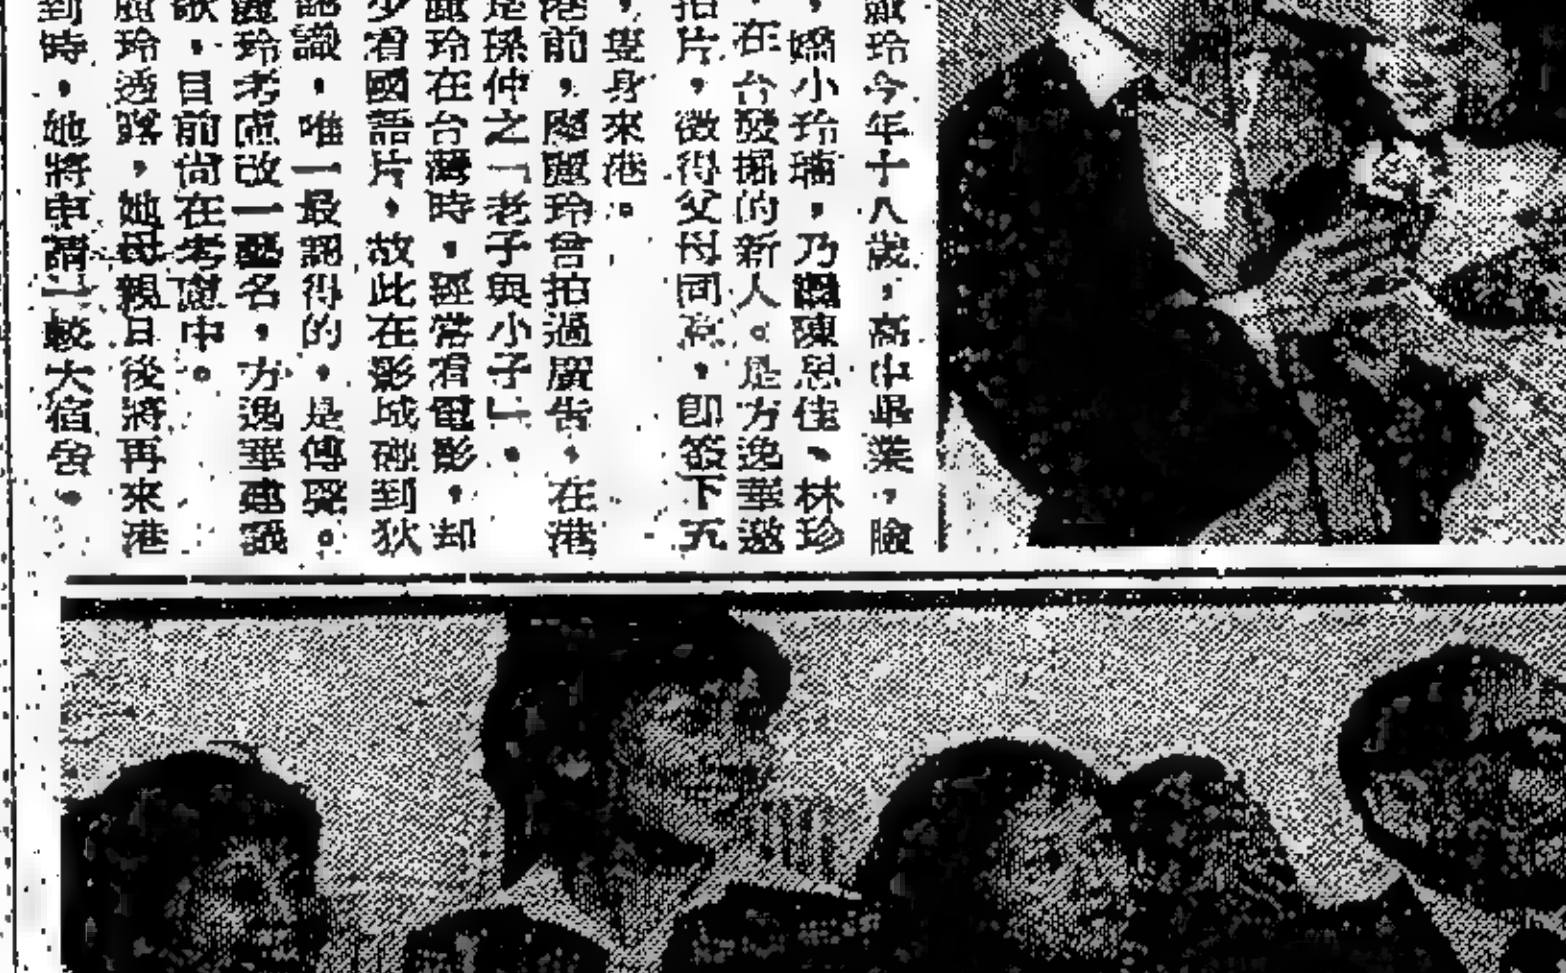 玲今年十八歲，高中畢業，臉
，嬌小玲瓏，乃繼陳思佳、林珍
，在台發掘的新人。是方逸華邀
拍片，徵得父母同意，即簽下五
，隻身來港。
港前，麗玲曾拍過廣告，在港
是孫仲之「老子與小子」。
麗玲在台灣時，經常看電影，却
少看國語片，故此在影城碰到狄
認識，唯一最認得的，是傅聲。
麗玲考慮改一藝名，方逸華建議
歌，目前尚在考慮中。
麗玲透露，她母親日後將再來港
到時，她將申請一較大宿舍。